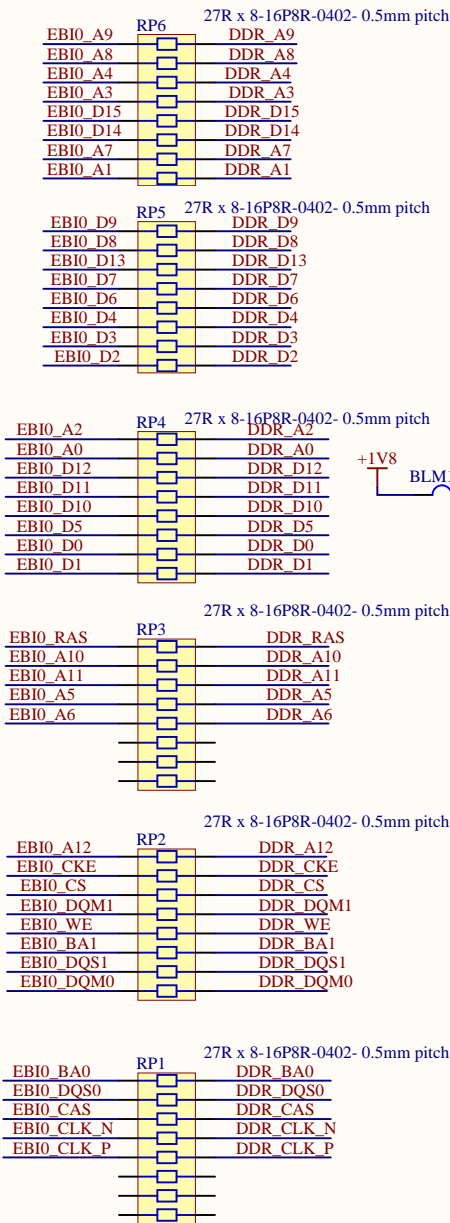 27R x 8-16P8R-0402- 0.5mm pitch
RP6
EBI0_A9 DDR_A9
EBI0_A8 DDR_A8
EBI0_A4 DDR_A4
EBI0_A3 DDR_A3
EBI0_D15 DDR_D15
EBI0_D14 DDR_D14
EBI0_A7 DDR_A7
EBI0_A1 DDR_A1
RP5 27R x 8-16P8R-0402- 0.5mm pitch
EBI0_D9 DDR_D9
EBI0_D8 DDR_D8
EBI0_D13 DDR_D13
EBI0_D7 DDR_D7
EBI0_D6 DDR_D6
EBI0_D4 DDR_D4
EBI0_D3 DDR_D3
EBI0_D2 DDR_D2
RP4 27R x 8-16P8R-0402- 0.5mm pitch
EBI0_A2 DDR_A2
EBI0_A0 DDR_A0
+1V8
EBI0_D12 DDR_D12
BLM1
EBI0_D11 DDR_D11
EBI0_D10 DDR_D10
EBI0_D5 DDR_D5
EBI0_D0 DDR_D0
EBI0_D1 DDR_D1
27R x 8-16P8R-0402- 0.5mm pitch
RP3
EBI0_RAS DDR_RAS
EBI0_A10 DDR_A10
EBI0_A11 DDR_A11
EBI0_A5 DDR_A5
EBI0_A6 DDR_A6
27R x 8-16P8R-0402- 0.5mm pitch
RP2
EBI0_A12 DDR_A12
EBI0_CKE DDR_CKE
EBI0_CS DDR_CS
EBI0_DQM1 DDR_DQM1
EBI0_WE DDR_WE
EBI0_BA1 DDR_BA1
EBI0_DQS1 DDR_DQS1
EBI0_DQM0 DDR_DQM0
27R x 8-16P8R-0402- 0.5mm pitch
RP1
EBI0_BA0 DDR_BA0
EBI0_DQS0 DDR_DQS0
EBI0_CAS DDR_CAS
EBI0_CLK_N DDR_CLK_N
EBI0_CLK_P DDR_CLK_P